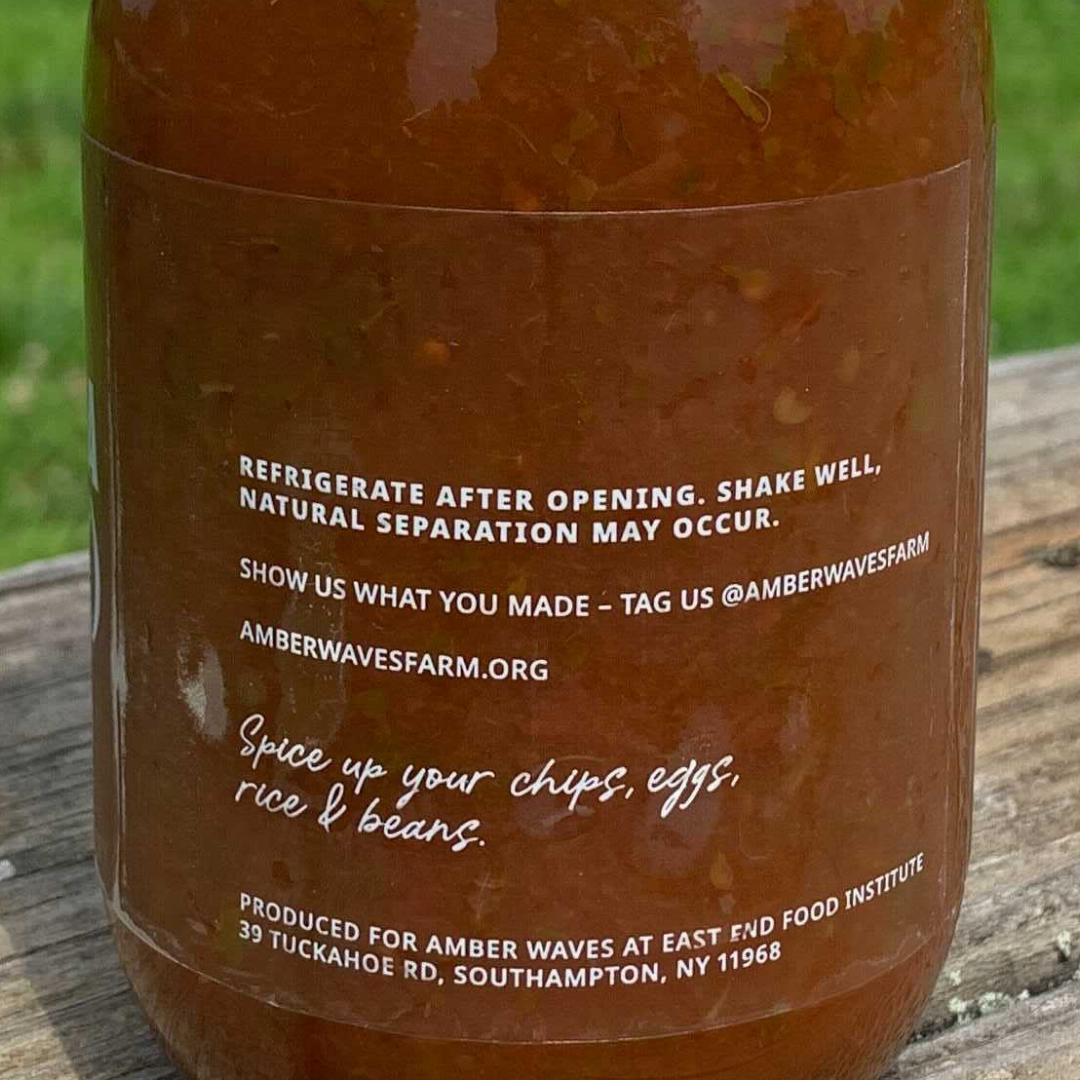 REFRIGERATE AFTER OPENING. SHAKE WELL,
NATURAL SEPARATION MAY OCCUR.
SHOW US WHAT YOU MADE – TAG US @AMBERWAVESFARM
AMBERWAVESFARM.ORG
Spice up your chips, eggs,
rice & beans.
PRODUCED FOR AMBER WAVES AT EAST END FOOD INSTITUTE
39 TUCKAHOE RD, SOUTHAMPTON, NY 11968